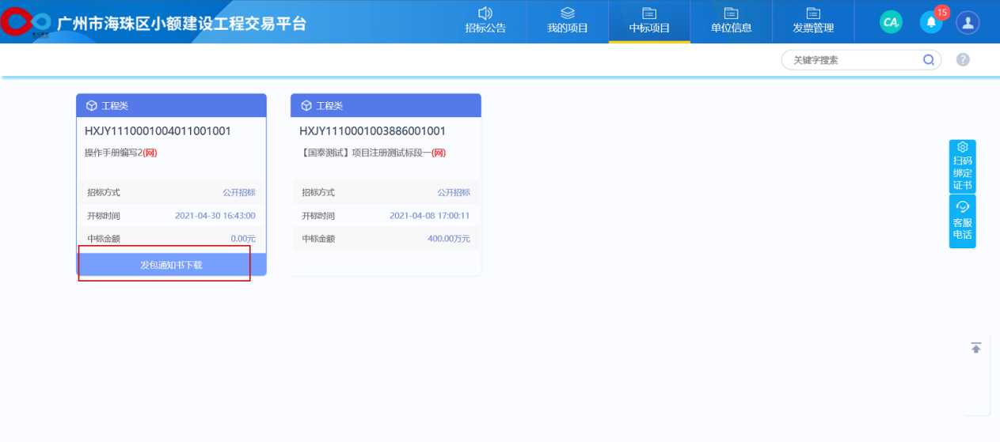 广州市海珠区小额建设工程交易平台
招标公告
我的项目
中标项目
单位信息
发票管理
CA
15
关键字搜索
?
工程类
HXJY1110001004011001001
操作手册编写2(网)
招标方式 公开招标
开标时间 2021-04-30 16:43:00
中标金额 0.00元
发包通知书下载
工程类
HXJY1110001003886001001
【国泰测试】项目注册测试标段一(网)
招标方式 公开招标
开标时间 2021-04-08 17:00:11
中标金额 400.00万元
扫码
绑定
证书
客服
电话